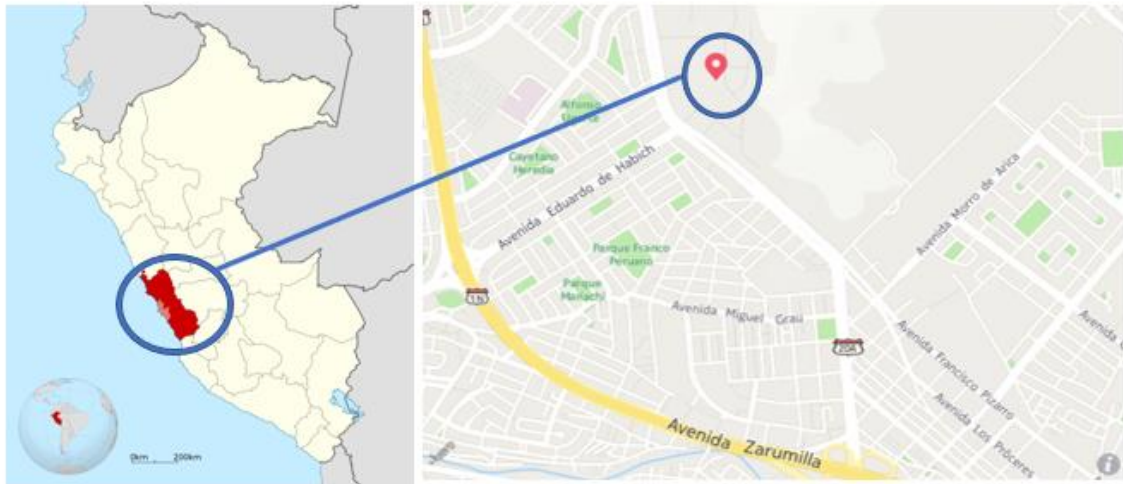 0km
200km
Alfonso
Ugarte
Cayetano
Heredia
Avenida Eduardo de Habich
Avenida Morro de Arica
Parque Franco
Peruano
Parque
Mariachi
1N
Avenida Miguel Grau
20A
Avenida Francisco Pizarro
Avenida Los Próceres
Avenida Zarumilla